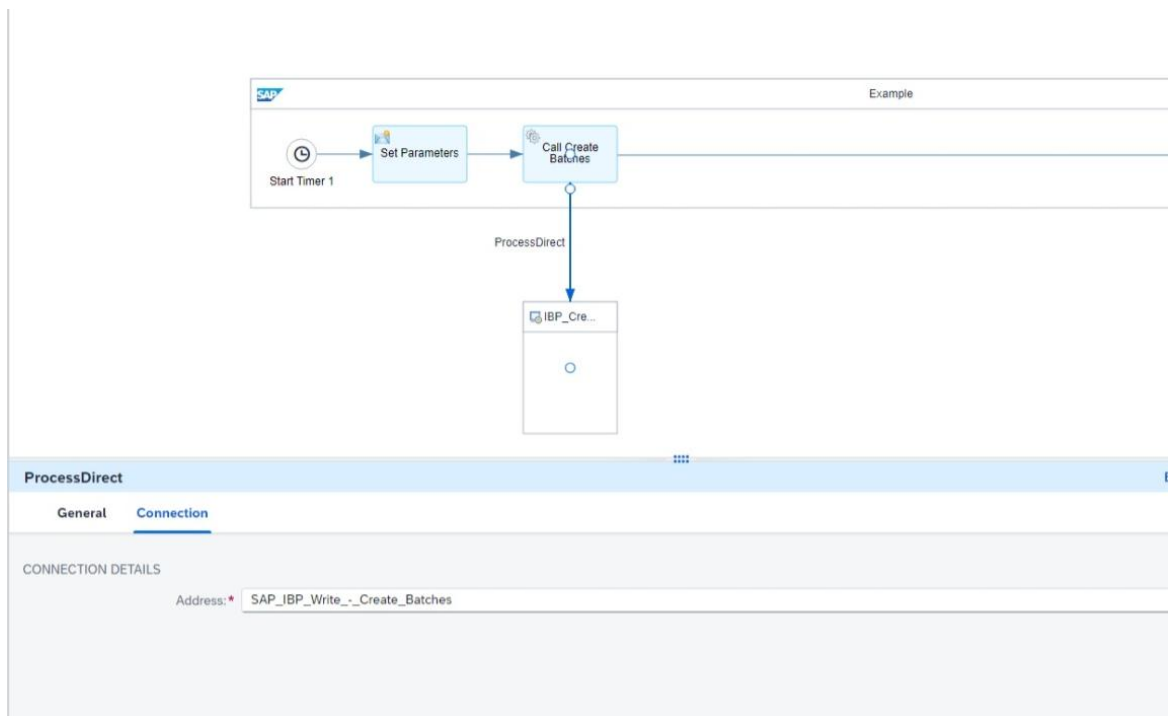 SAP
Example
Start Timer 1
Set Parameters
Call Create
Batches
ProcessDirect
IBP_Cre...
ProcessDirect
General Connection
CONNECTION DETAILS
Address:* SAP_IBP_Write_-_Create_Batches